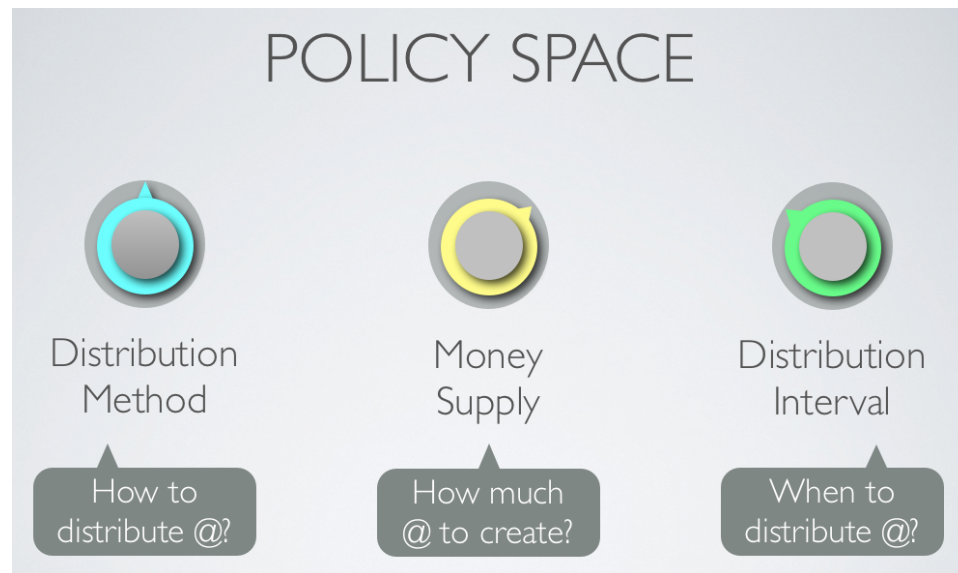 POLICY SPACE
Distribution
Method
Money
Supply
Distribution
Interval
How to
distribute @?
How much
@ to create?
When to
distribute @?